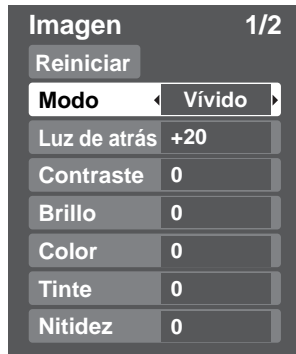 Imagen 1/2
Reiniciar
Modo Vívido
Luz de atrás +20
Contraste 0
Brillo 0
Color 0
Tinte 0
Nitidez 0